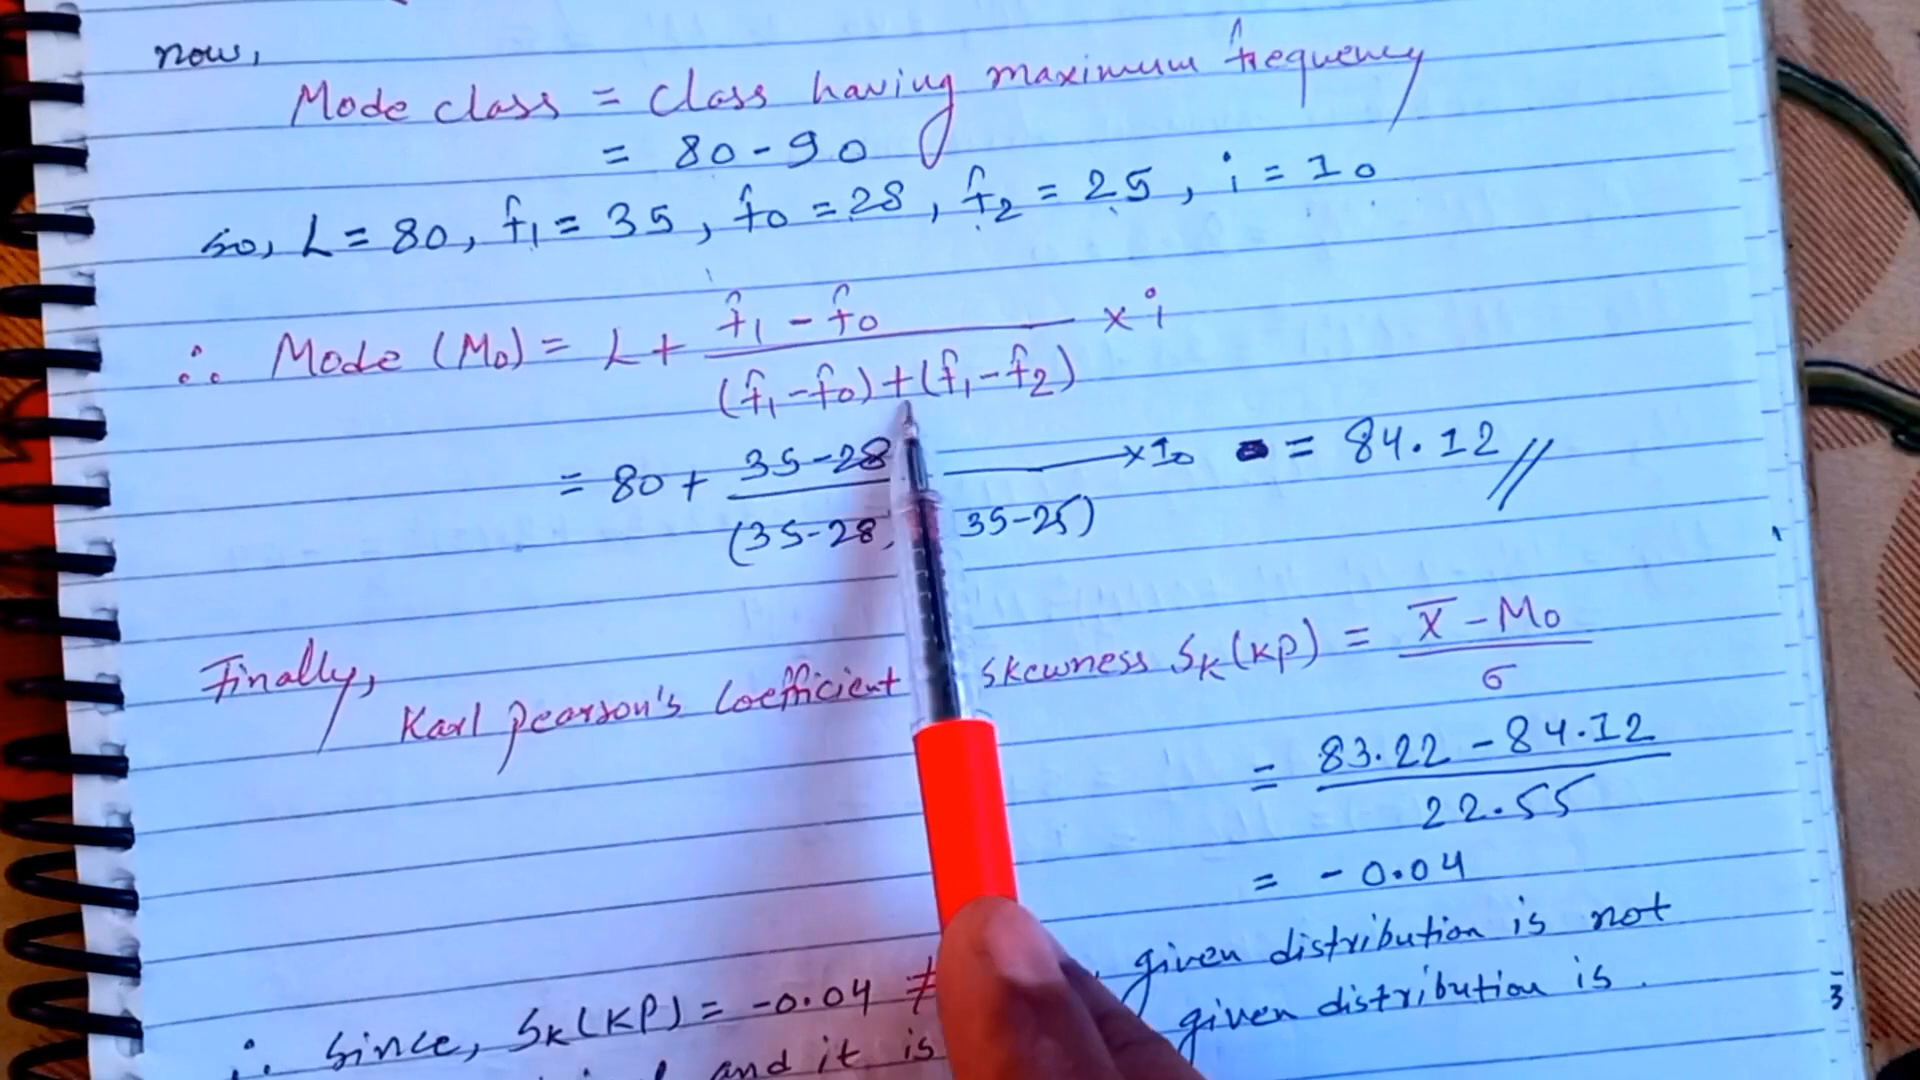 now,
Mode class = class having maximum frequency
= 80-90
so, L = 80, f1 = 35, f0 = 28, f2 = 25, i = 10
∴ Mode (Mo) = L + (f1 - f0) / ((f1 - f0) + (f1 - f2)) × i
= 80 + (35-28) / (35-28 35-25) × 10 = 84.12 //
Finally,
Karl pearson's Coefficient skewness Sk(KP) = (X̄ - Mo) / σ
= (83.22 - 84.12) / 22.55
= -0.04
∴ Since, Sk(KP) = -0.04 ≠ given distribution is not
and it is given distribution is